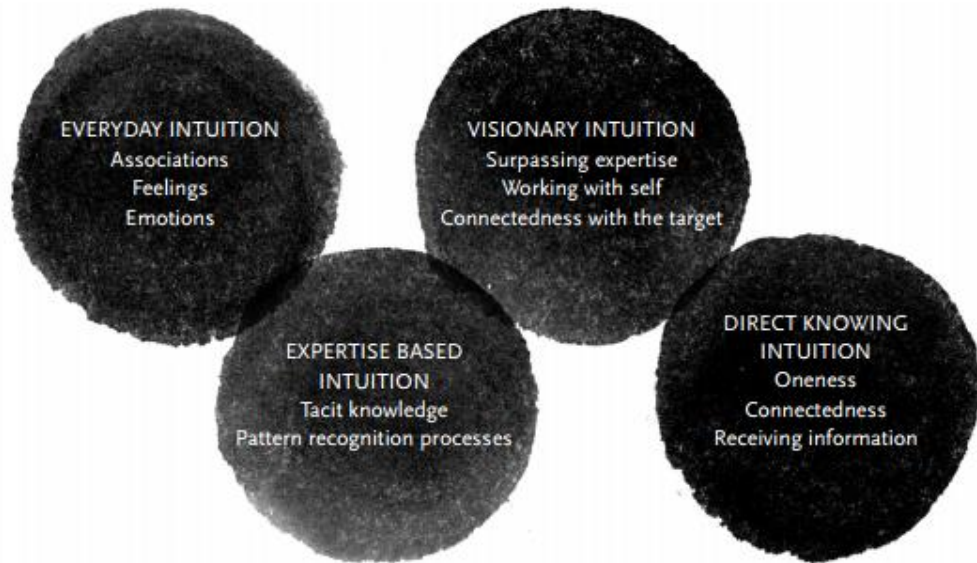 EVERYDAY INTUITION
Associations
Feelings
Emotions
VISIONARY INTUITION
Surpassing expertise
Working with self
Connectedness with the target
EXPERTISE BASED
INTUITION
Tacit knowledge
Pattern recognition processes
DIRECT KNOWING
INTUITION
Oneness
Connectedness
Receiving information